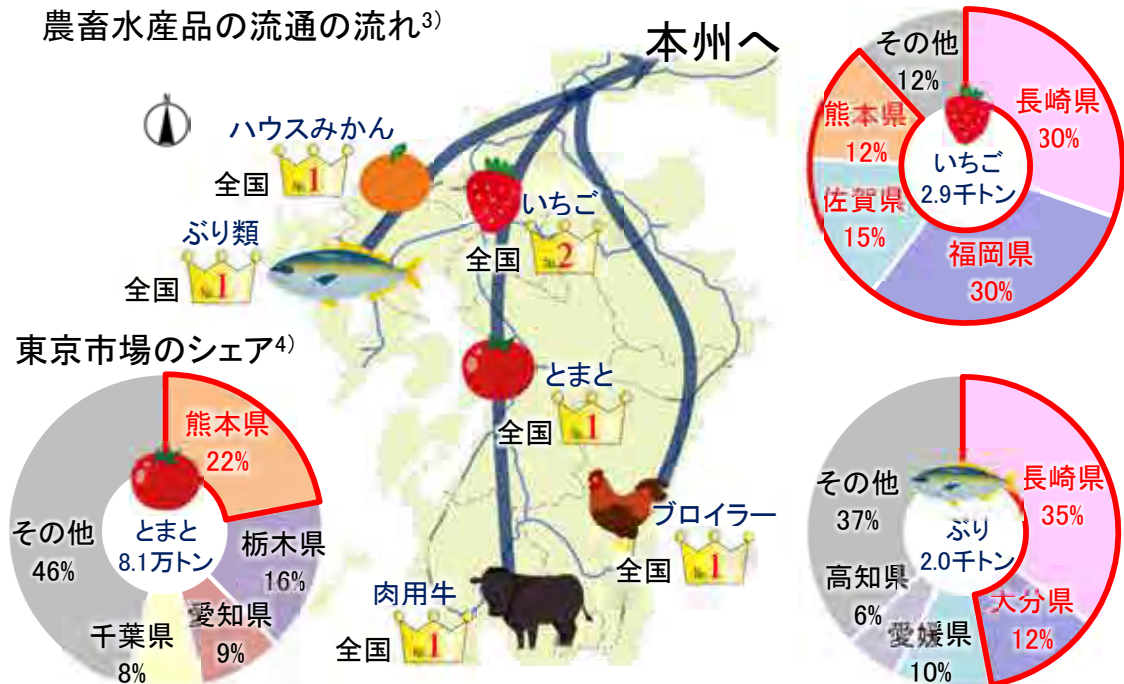 農畜水産品の流通の流れ3)
本州へ
ハウスみかん
全国 №1
ぶり類
全国 №1
いちご
全国 №2
とまと
全国 №1
ブロイラー
全国 №1
肉用牛
全国 №1
その他
12%
長崎県
30%
熊本県
12%
いちご
2.9千トン
佐賀県
15%
福岡県
30%
東京市場のシェア4)
熊本県
22%
その他
46%
とまと
8.1万トン
栃木県
16%
愛知県
9%
千葉県
8%
その他
37%
長崎県
35%
ぶり
2.0千トン
高知県
6%
大分県
12%
愛媛県
10%